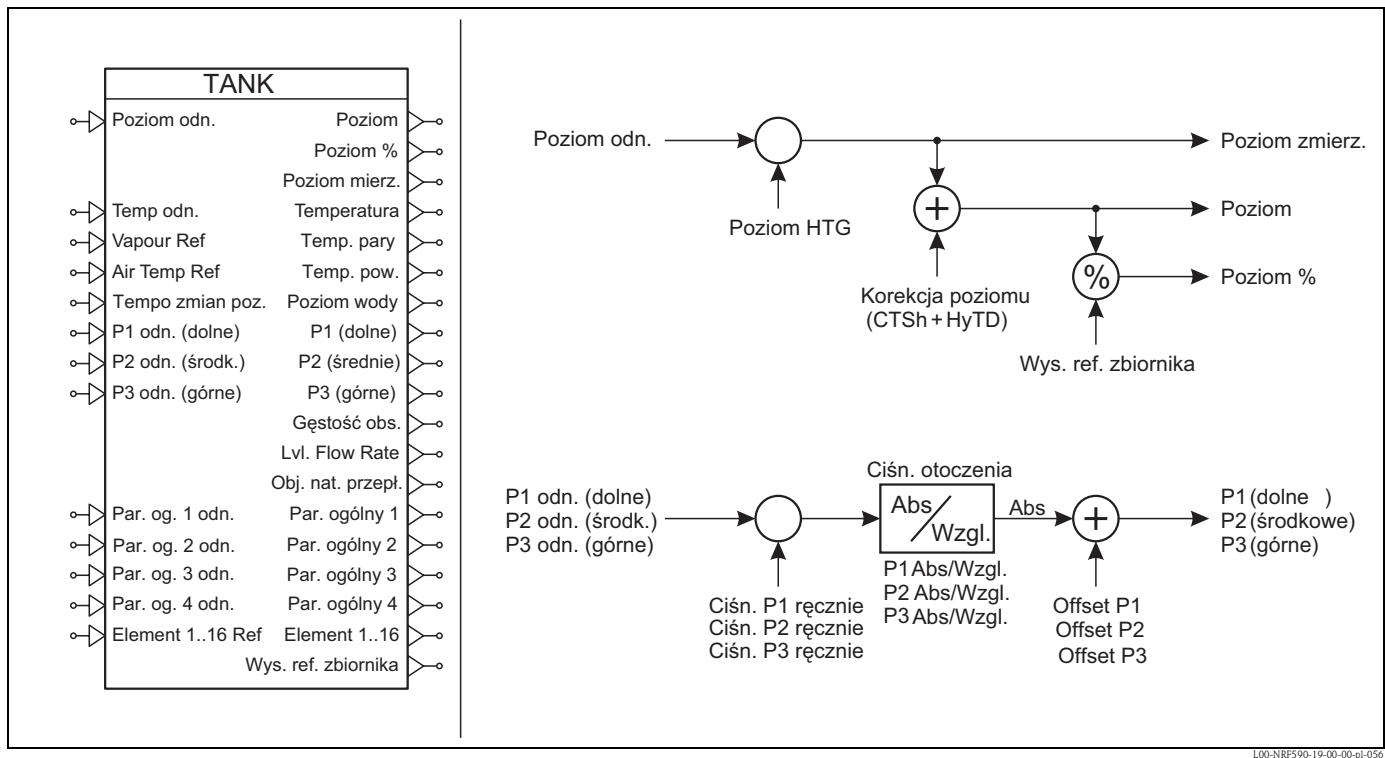 TANK
Poziom odn. Poziom
Poziom %
Poziom mierz.
Temp odn. Temperatura
Vapour Ref Temp. pary
Air Temp Ref Temp. pow.
Tempo zmian poz. Poziom wody
P1 odn. (dolne) P1 (dolne)
P2 odn. (środk.) P2 (średnie)
P3 odn. (górne) P3 (górne)
Gęstość obs.
Lvl. Flow Rate
Obj. nat. przepł.
Par. og. 1 odn. Par. ogólny 1
Par. og. 2 odn. Par. ogólny 2
Par. og. 3 odn. Par. ogólny 3
Par. og. 4 odn. Par. ogólny 4
Element 1..16 Ref Element 1..16
Wys. ref. zbiornika
Poziom odn. Poziom zmierz.
Poziom HTG
+ Poziom
Korekcja poziomu
(CTSh + HyTD)
% Poziom %
Wys. ref. zbiornika
P1 odn. (dolne)
P2 odn. (środk.)
P3 odn. (górne)
Ciśn. P1 ręcznie
Ciśn. P2 ręcznie
Ciśn. P3 ręcznie
Ciśn. otoczenia
Abs/Wzgl.
P1 Abs/Wzgl.
P2 Abs/Wzgl.
P3 Abs/Wzgl.
Abs
+
Offset P1
Offset P2
Offset P3
P1 (dolne )
P2 (środkowe)
P3 (górne)
L00-NRF590-19-00-00-pl-056